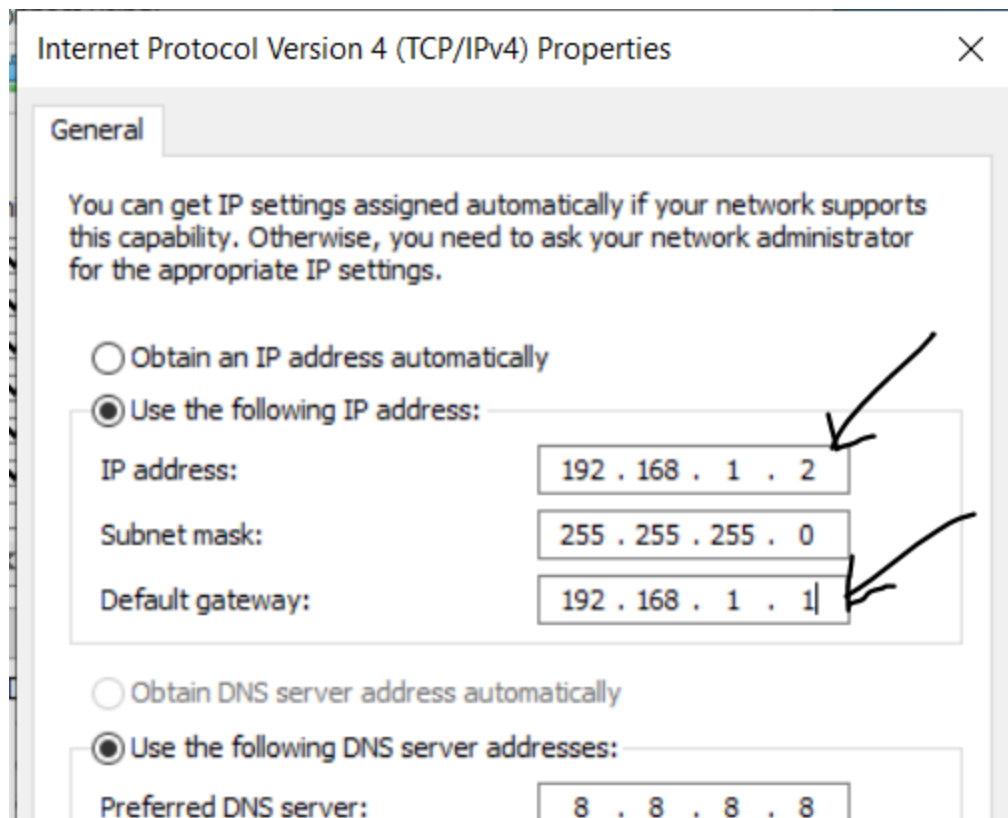 Internet Protocol Version 4 (TCP/IPv4) Properties
General
You can get IP settings assigned automatically if your network supports
this capability. Otherwise, you need to ask your network administrator
for the appropriate IP settings.
Obtain an IP address automatically
Use the following IP address:
IP address: 192 . 168 . 1 . 2
Subnet mask: 255 . 255 . 255 . 0
Default gateway: 192 . 168 . 1 . 1
Obtain DNS server address automatically
Use the following DNS server addresses:
Preferred DNS server: 8 . 8 . 8 . 8